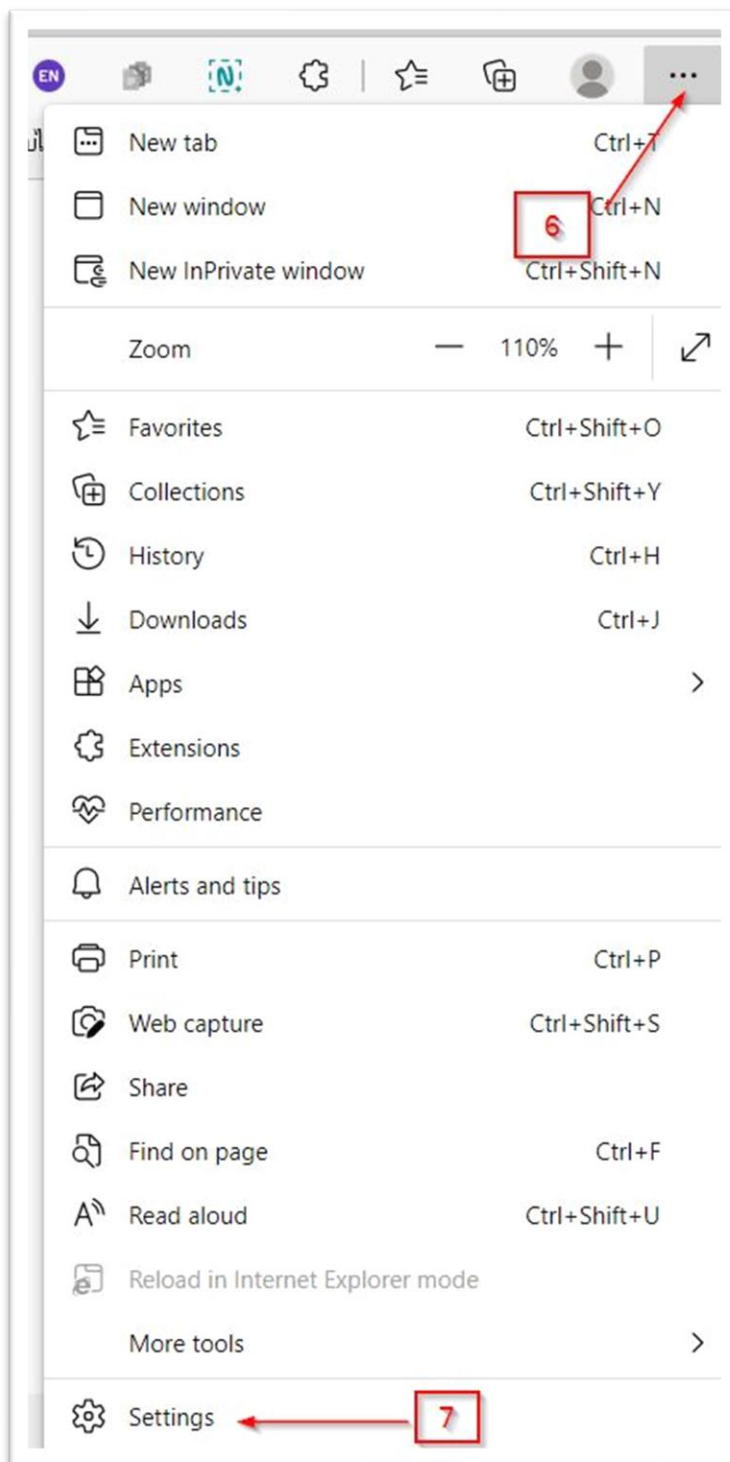 EN
New tab Ctrl+T
New window Ctrl+N
6
New InPrivate window Ctrl+Shift+N
Zoom 110%
Favorites Ctrl+Shift+O
Collections Ctrl+Shift+Y
History Ctrl+H
Downloads Ctrl+J
Apps
Extensions
Performance
Alerts and tips
Print Ctrl+P
Web capture Ctrl+Shift+S
Share
Find on page Ctrl+F
Read aloud Ctrl+Shift+U
Reload in Internet Explorer mode
More tools
Settings 7